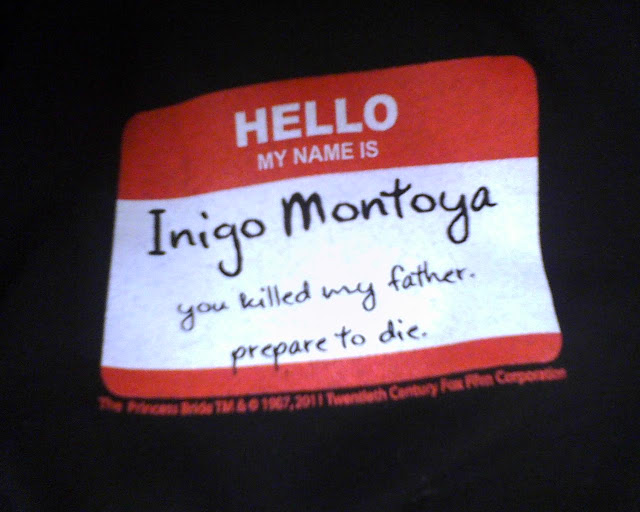 HELLO
MY NAME IS
Inigo Montoya
you killed my father.
prepare to die.
The Princess Bride TM & © 1987, 2011 Twentieth Century Fox Film Corporation